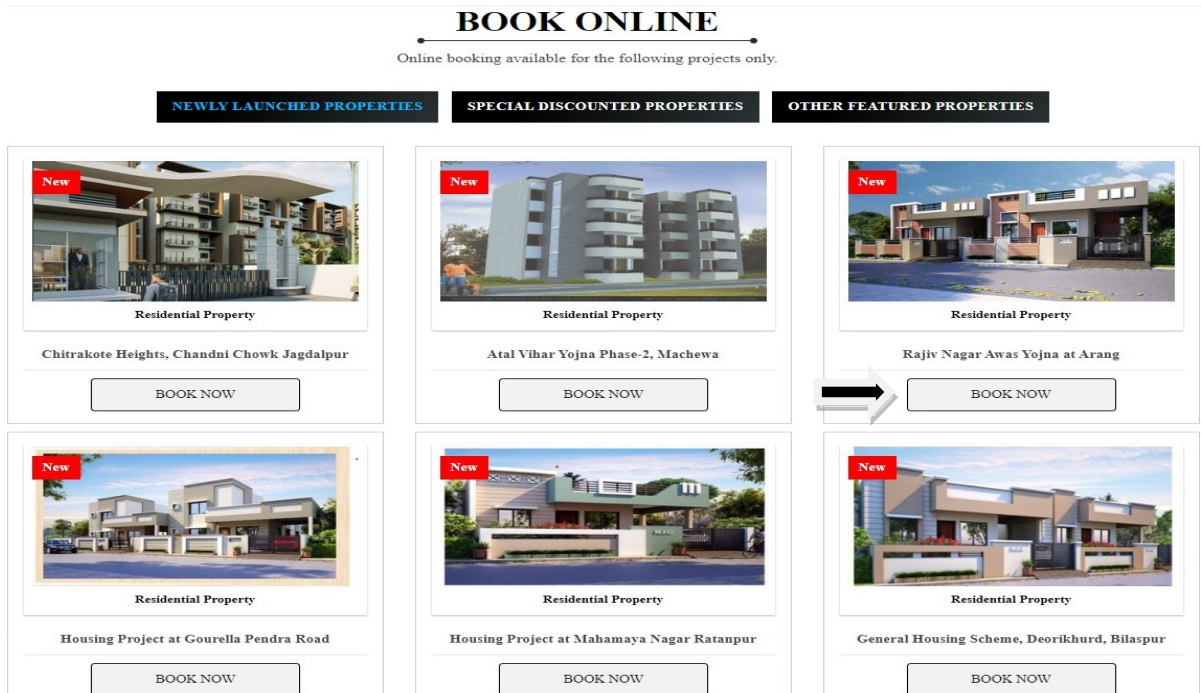 BOOK ONLINE
Online booking available for the following projects only.
NEWLY LAUNCHED PROPERTIES
SPECIAL DISCOUNTED PROPERTIES
OTHER FEATURED PROPERTIES
New
Residential Property
Chitrakote Heights, Chandni Chowk Jagdalpur
BOOK NOW
New
Residential Property
Atal Vihar Yojna Phase-2, Machewa
BOOK NOW
New
Residential Property
Rajiv Nagar Awas Yojna at Arang
BOOK NOW
New
Residential Property
Housing Project at Gourella Pendra Road
BOOK NOW
New
Residential Property
Housing Project at Mahamaya Nagar Ratanpur
BOOK NOW
New
Residential Property
General Housing Scheme, Deorikhurd, Bilaspur
BOOK NOW